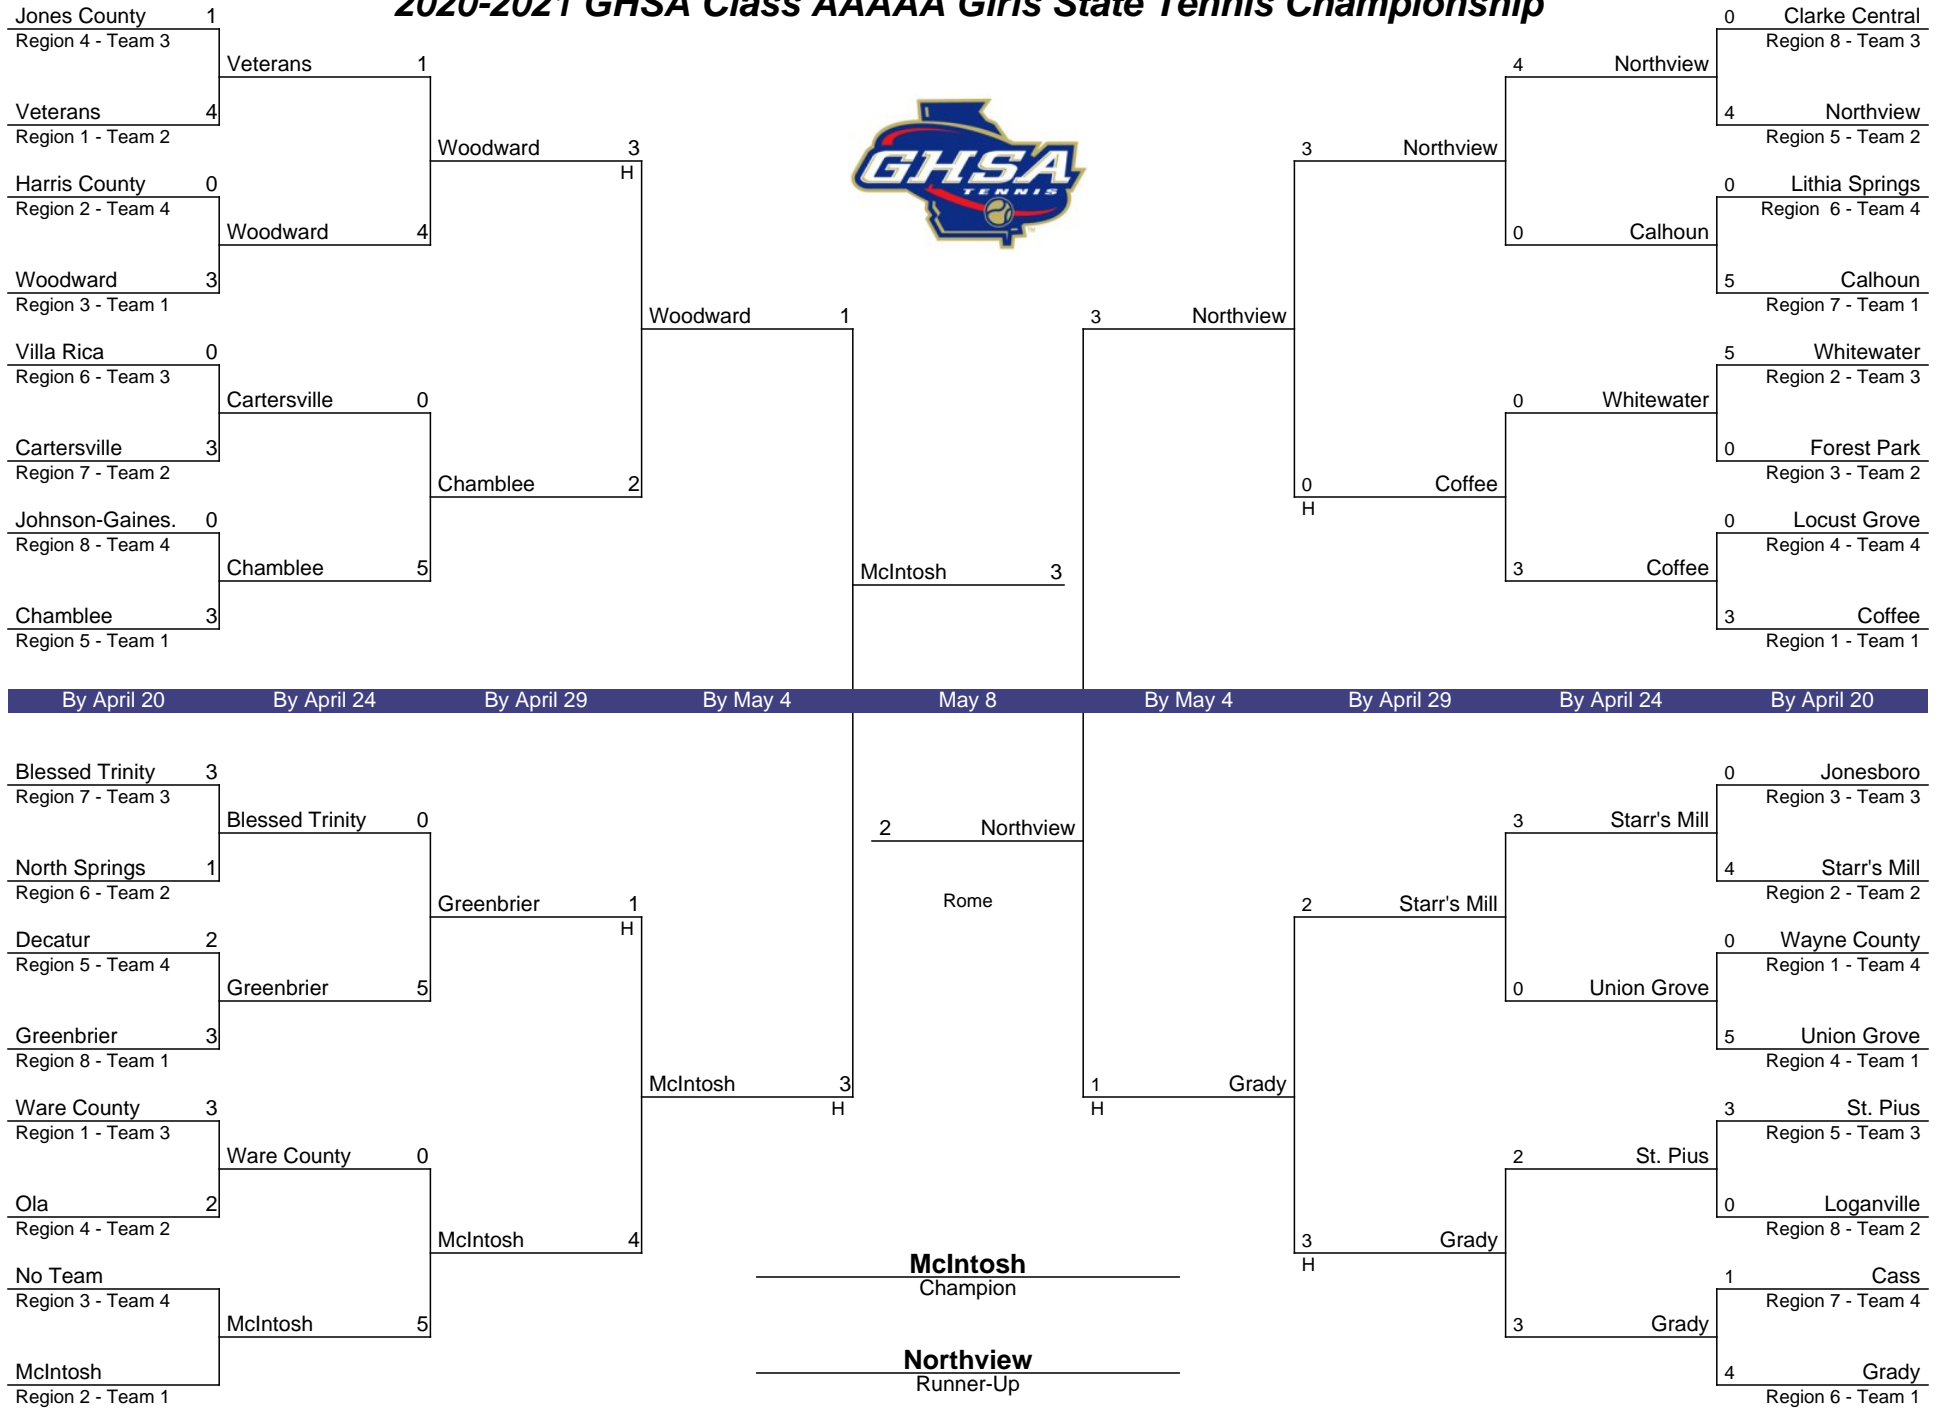 2020-2021 GHSA Class AAAAA Girls State Tennis Championship
Jones County 1
Region 4 - Team 3
Veterans 1
Veterans 4
Region 1 - Team 2
Woodward 3
H
Harris County 0
Region 2 - Team 4
Woodward 4
Woodward 3
Region 3 - Team 1
Woodward 1
Villa Rica 0
Region 6 - Team 3
Cartersville 0
Cartersville 3
Region 7 - Team 2
Chamblee 2
Johnson-Gaines. 0
Region 8 - Team 4
Chamblee 5
Chamblee 3
Region 5 - Team 1
GHSA
TENNIS
McIntosh 3
0 Clarke Central
Region 8 - Team 3
4 Northview
4 Northview
Region 5 - Team 2
3 Northview
0 Lithia Springs
Region  6 - Team 4
0 Calhoun
5 Calhoun
Region 7 - Team 1
3 Northview
5 Whitewater
Region 2 - Team 3
0 Whitewater
0 Forest Park
Region 3 - Team 2
0 Coffee
H
0 Locust Grove
Region 4 - Team 4
3 Coffee
3 Coffee
Region 1 - Team 1
By April 20 By April 24 By April 29 By May 4 May 8 By May 4 By April 29 By April 24 By April 20
Blessed Trinity 3
Region 7 - Team 3
Blessed Trinity 0
North Springs 1
Region 6 - Team 2
Greenbrier 1
H
Decatur 2
Region 5 - Team 4
Greenbrier 5
Greenbrier 3
Region 8 - Team 1
McIntosh 3
H
Ware County 3
Region 1 - Team 3
Ware County 0
Ola 2
Region 4 - Team 2
McIntosh 4
No Team
Region 3 - Team 4
McIntosh 5
McIntosh
Region 2 - Team 1
2 Northview
Rome
McIntosh
Champion
Northview
Runner-Up
0 Jonesboro
Region 3 - Team 3
3 Starr's Mill
4 Starr's Mill
Region 2 - Team 2
2 Starr's Mill
0 Wayne County
Region 1 - Team 4
0 Union Grove
5 Union Grove
Region 4 - Team 1
1 Grady
H
3 St. Pius
Region 5 - Team 3
2 St. Pius
0 Loganville
Region 8 - Team 2
3 Grady
H
1 Cass
Region 7 - Team 4
3 Grady
4 Grady
Region 6 - Team 1